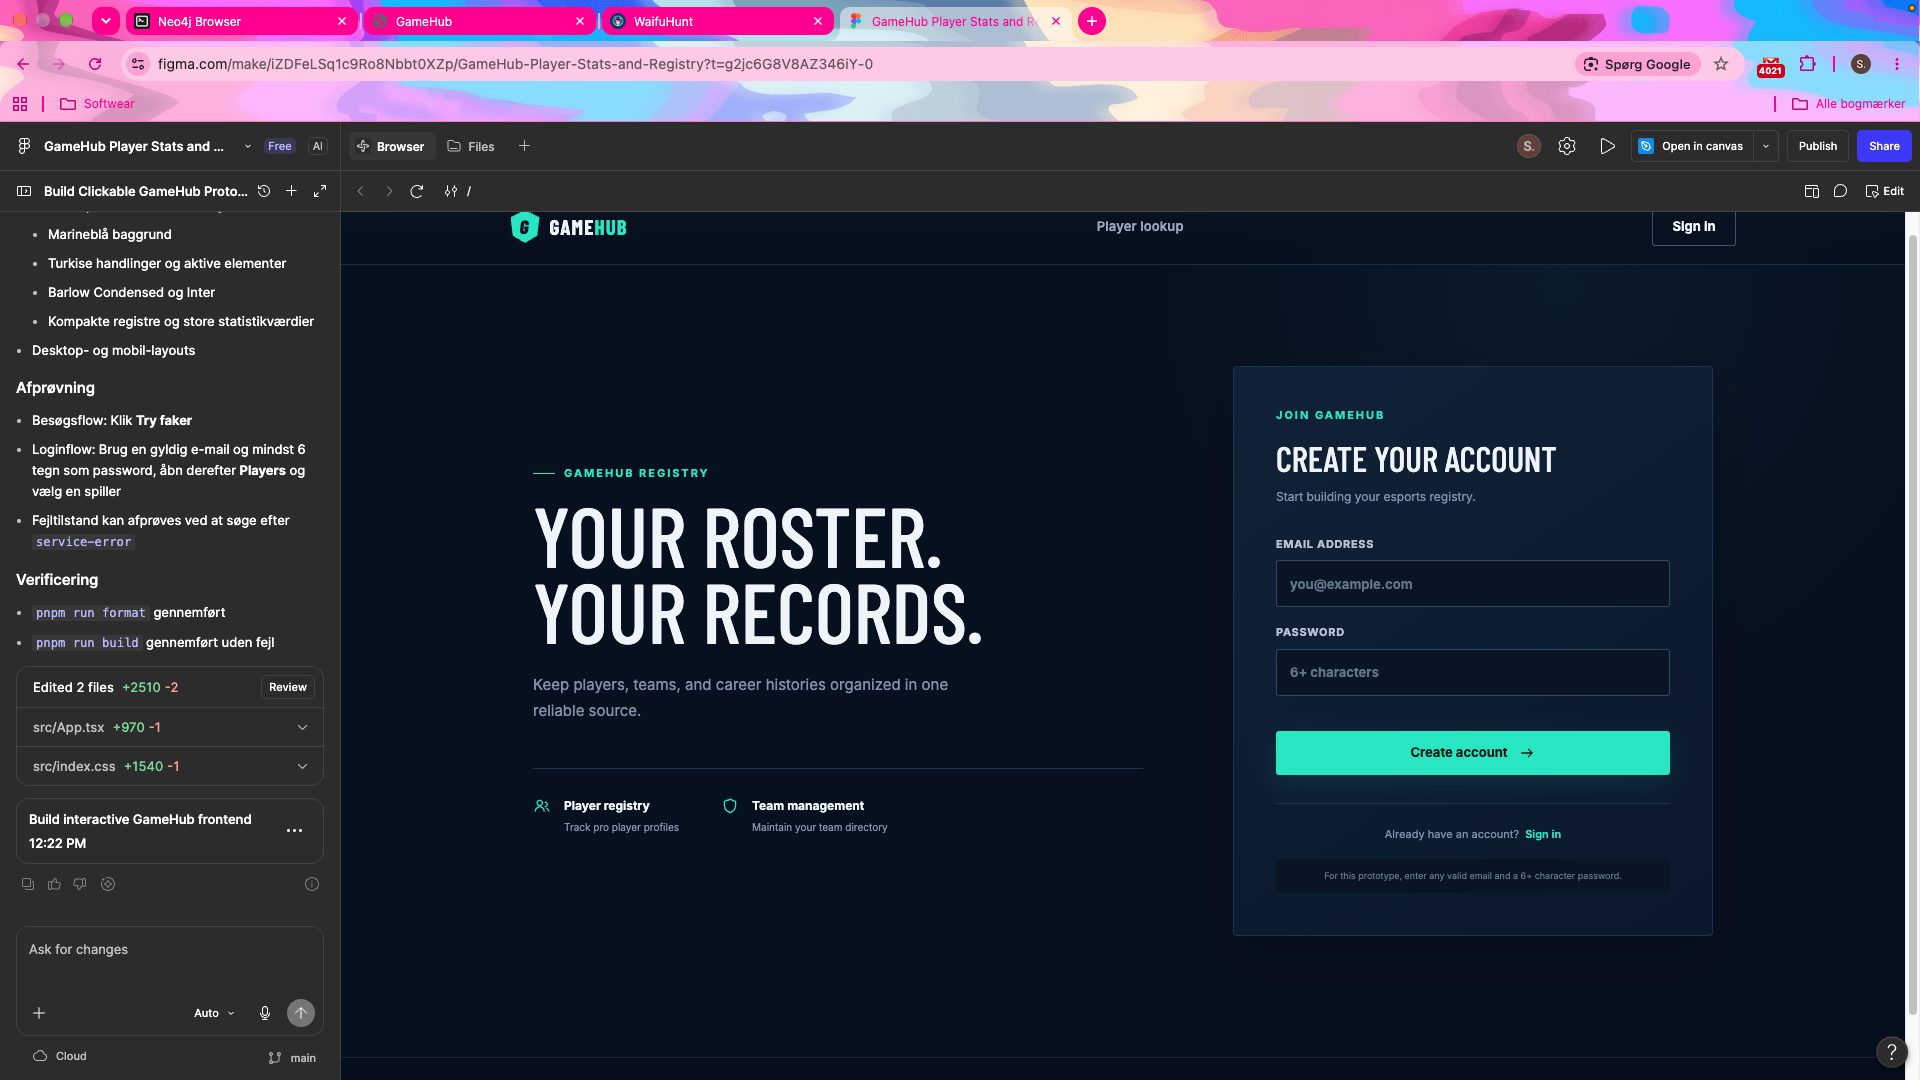 Neo4j Browser
GameHub
WaifuHunt
GameHub Player Stats and R
figma.com/make/iZDFeLSq1c9Ro8Nbbt0XZp/GameHub-Player-Stats-and-Registry?t=g2jc6G8V8AZ346iY-0
Spørg Google
4021
S.
Softwear
Alle bogmærker
GameHub Player Stats and ...
Free
AI
Browser
Files
S.
Open in canvas
Publish
Share
Build Clickable GameHub Proto...
/
Edit
Marineblå baggrund
Turkise handlinger og aktive elementer
Barlow Condensed og Inter
Kompakte registre og store statistikværdier
Desktop- og mobil-layouts
Afprøvning
Besøgsflow: Klik Try faker
Loginflow: Brug en gyldig e-mail og mindst 6
tegn som password, åbn derefter Players og
vælg en spiller
Fejltilstand kan afprøves ved at søge efter
service-error
Verificering
pnpm run format gennemført
pnpm run build gennemført uden fejl
Edited 2 files +2510 -2
Review
src/App.tsx +970 -1
src/index.css +1540 -1
Build interactive GameHub frontend
12:22 PM
Ask for changes
Auto
Cloud
main
G GAMEHUB
Player lookup
Sign in
GAMEHUB REGISTRY
YOUR ROSTER.
YOUR RECORDS.
Keep players, teams, and career histories organized in one
reliable source.
Player registry
Track pro player profiles
Team management
Maintain your team directory
JOIN GAMEHUB
CREATE YOUR ACCOUNT
Start building your esports registry.
EMAIL ADDRESS
you@example.com
PASSWORD
6+ characters
Create account
Already have an account? Sign in
For this prototype, enter any valid email and a 6+ character password.
?